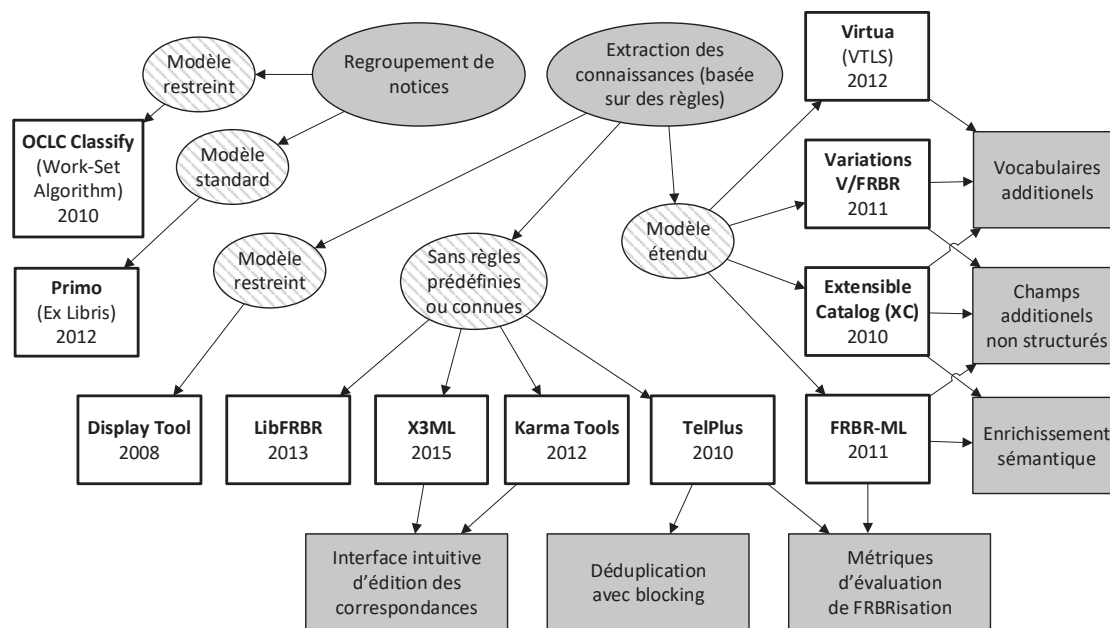 Modèle
restreint
Regroupement de
notices
Extraction des
connaissances (basée
sur des règles)
Virtua
(VTLS)
2012
OCLC Classify
(Work-Set
Algorithm)
2010
Modèle
standard
Variations
V/FRBR
2011
Vocabulaires
additionels
Modèle
étendu
Primo
(Ex Libris)
2012
Modèle
restreint
Sans règles
prédéfinies
ou connues
Extensible
Catalog (XC)
2010
Champs
additionels
non structurés
Display Tool
2008
LibFRBR
2013
X3ML
2015
Karma Tools
2012
TelPlus
2010
FRBR-ML
2011
Enrichissement
sémantique
Interface intuitive
d’édition des
correspondances
Déduplication
avec blocking
Métriques
d’évaluation
de FRBRisation